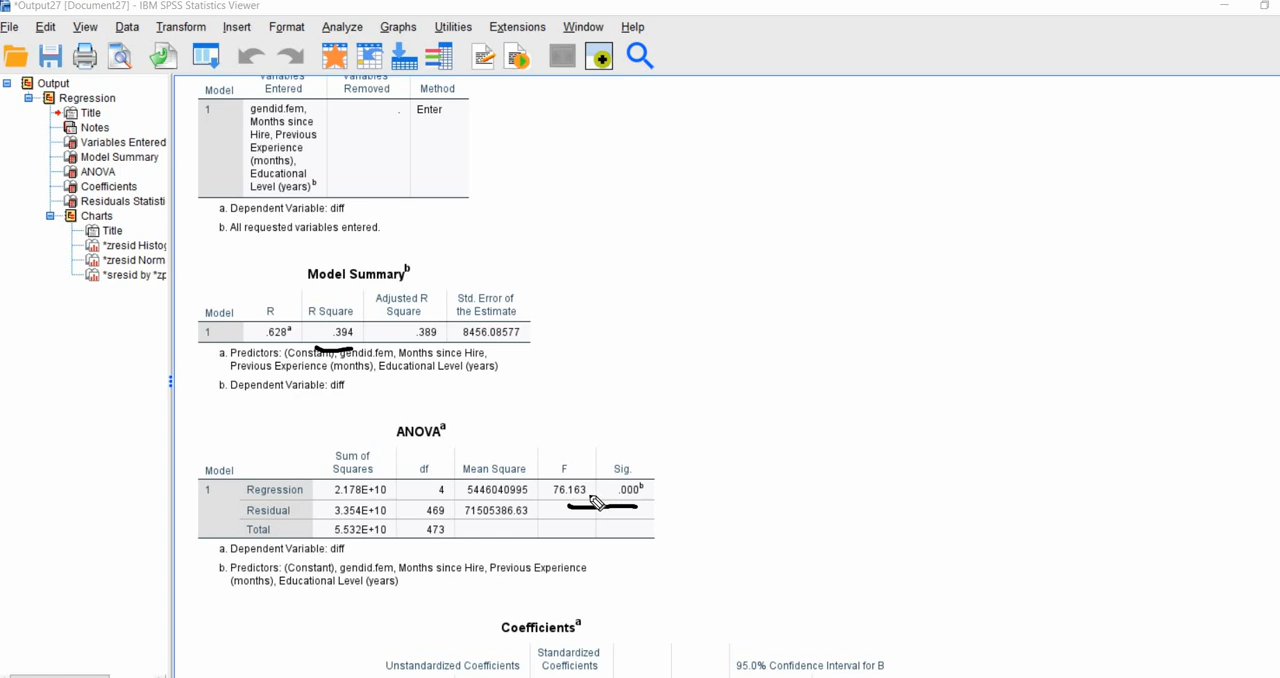 *Output27 [Document27] - IBM SPSS Statistics Viewer
File Edit View Data Transform Insert Format Analyze Graphs Utilities Extensions Window Help
Output
Regression
Title
Notes
Variables Entered
Model Summary
ANOVA
Coefficients
Residuals Statisti
Charts
Title
*zresid Histog
*zresid Norm
*sresid by *zp
Variables Variables
Model Entered Removed Method
1 gendid.fem, . Enter
Months since
Hire, Previous
Experience
(months),
Educational
Level (years)b
a. Dependent Variable: diff
b. All requested variables entered.
Model Summaryb
Adjusted R Std. Error of
Model R R Square Square the Estimate
1 .628a .394 .389 8456.08577
a. Predictors: (Constant), gendid.fem, Months since Hire,
Previous Experience (months), Educational Level (years)
b. Dependent Variable: diff
ANOVAa
Sum of
Model Squares df Mean Square F Sig.
1 Regression 2.178E+10 4 5446040995 76.163 .000b
Residual 3.354E+10 469 71505386.63
Total 5.532E+10 473
a. Dependent Variable: diff
b. Predictors: (Constant), gendid.fem, Months since Hire, Previous Experience
(months), Educational Level (years)
Coefficientsa
Standardized
Unstandardized Coefficients Coefficients 95.0% Confidence Interval for B